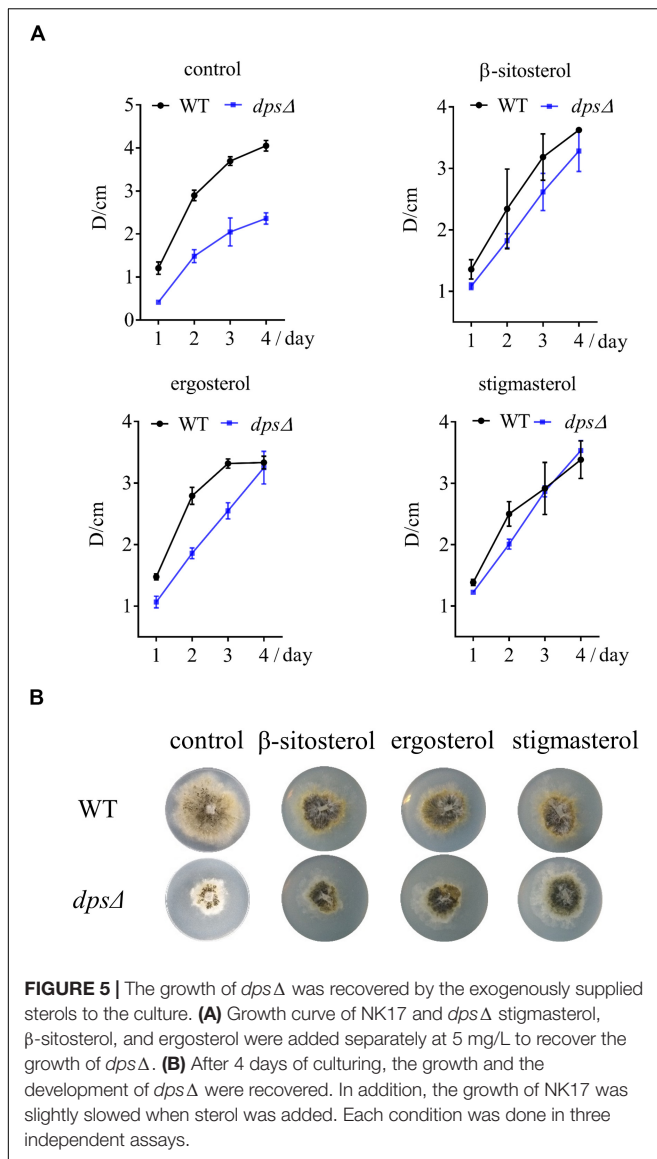 A
control
WT dpsΔ
D/cm
5
4
3
2
1
0
1 2 3 4 / day
β-sitosterol
WT dpsΔ
D/cm
4
3
2
1
1 2 3 4 / day
ergosterol
WT dpsΔ
D/cm
4
3
2
1
1 2 3 4 / day
stigmasterol
WT dpsΔ
D/cm
4
3
2
1
1 2 3 4 / day
B
control β-sitosterol ergosterol stigmasterol
WT
dpsΔ
FIGURE 5 | The growth of dpsΔ was recovered by the exogenously supplied
sterols to the culture. (A) Growth curve of NK17 and dpsΔ stigmasterol,
β-sitosterol, and ergosterol were added separately at 5 mg/L to recover the
growth of dpsΔ. (B) After 4 days of culturing, the growth and the
development of dpsΔ were recovered. In addition, the growth of NK17 was
slightly slowed when sterol was added. Each condition was done in three
independent assays.